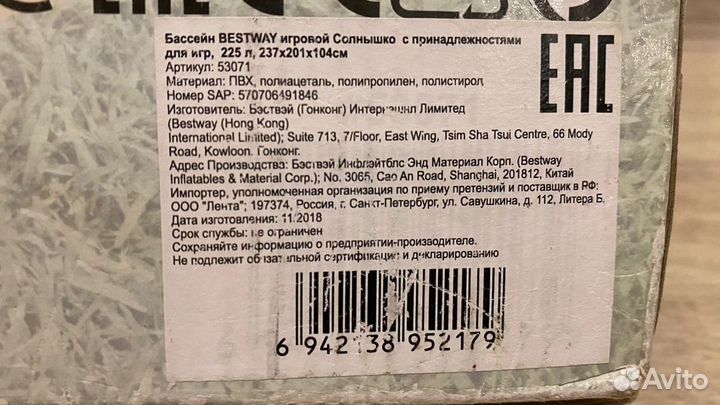 Бассейн BESTWAY игровой Солнышко с принадлежностями
для игр, 225 л, 237х201х104см
Артикул: 53071
Материал: ПВХ, полиацеталь, полипропилен, полистирол
Номер SAP: 570706491846
Изготовитель: Бэствэй (Гонконг) Интернэшнл Лимитед
(Bestway (Hong Kong)
International Limited); Suite 713, 7/Floor, East Wing, Tsim Sha Tsui Centre, 66 Mody
Road, Kowloon. Гонконг.
Адрес Производства: Бэствэй Инфлэйтблс Энд Материал Корп. (Bestway
Inflatables & Material Corp.); No. 3065, Cao An Road, Shanghai, 201812, Китай
Импортер, уполномоченная организация по приему претензий и поставщик в РФ:
ООО "Лента"; 197374, Россия, г. Санкт-Петербург, ул. Савушкина, д. 112, Литера Б.
Дата изготовления: 11.2018
Срок службы: не ограничен
Сохраняйте информацию о предприятии-производителе.
Не подлежит обязательной сертификации и декларированию
EAC
6 942138 952179
Avito